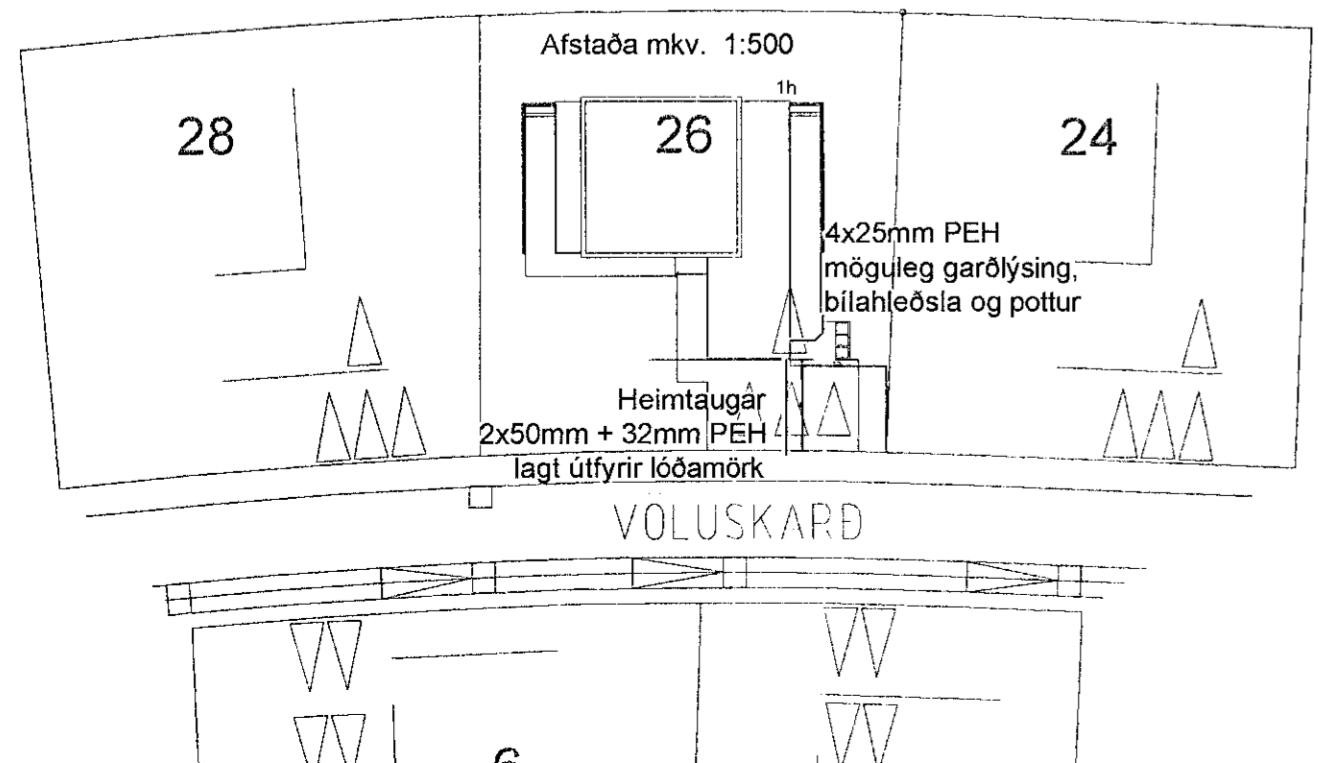 Afstaða mkv. 1:500
1h
28
26
24
4x25mm PEH
möguleg garðlýsing,
bílahleðsla og pottur
Heimtaugar
2x50mm + 32mm PEH
lagt útfyrir lóðamörk
VÖLUSKARÐ
6